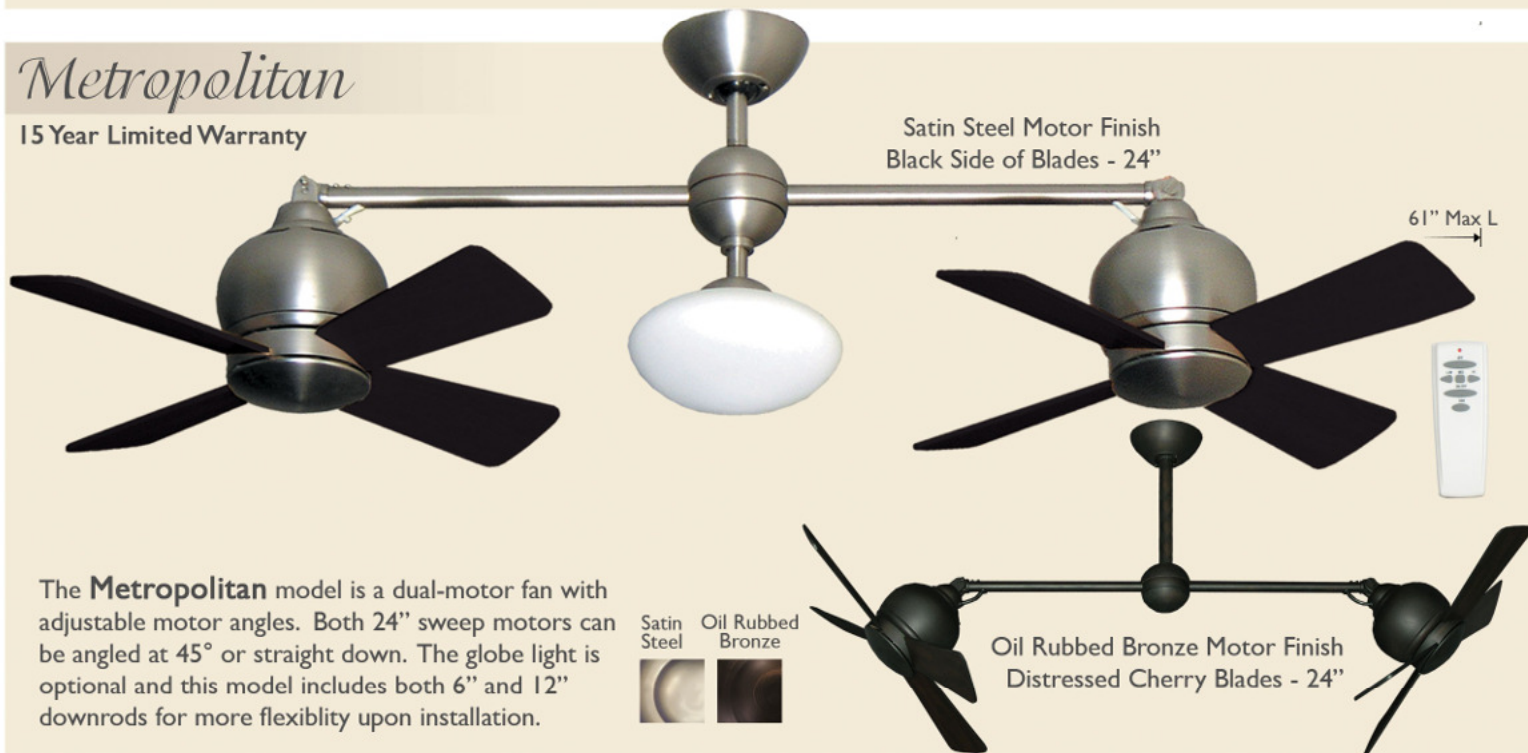 Metropolitan
15 Year Limited Warranty
Satin Steel Motor Finish
Black Side of Blades - 24”
61” Max L
The Metropolitan model is a dual-motor fan with
adjustable motor angles. Both 24” sweep motors can
be angled at 45° or straight down. The globe light is
optional and this model includes both 6” and 12”
downrods for more flexiblity upon installation.
Satin
Steel
Oil Rubbed
Bronze
Oil Rubbed Bronze Motor Finish
Distressed Cherry Blades - 24”